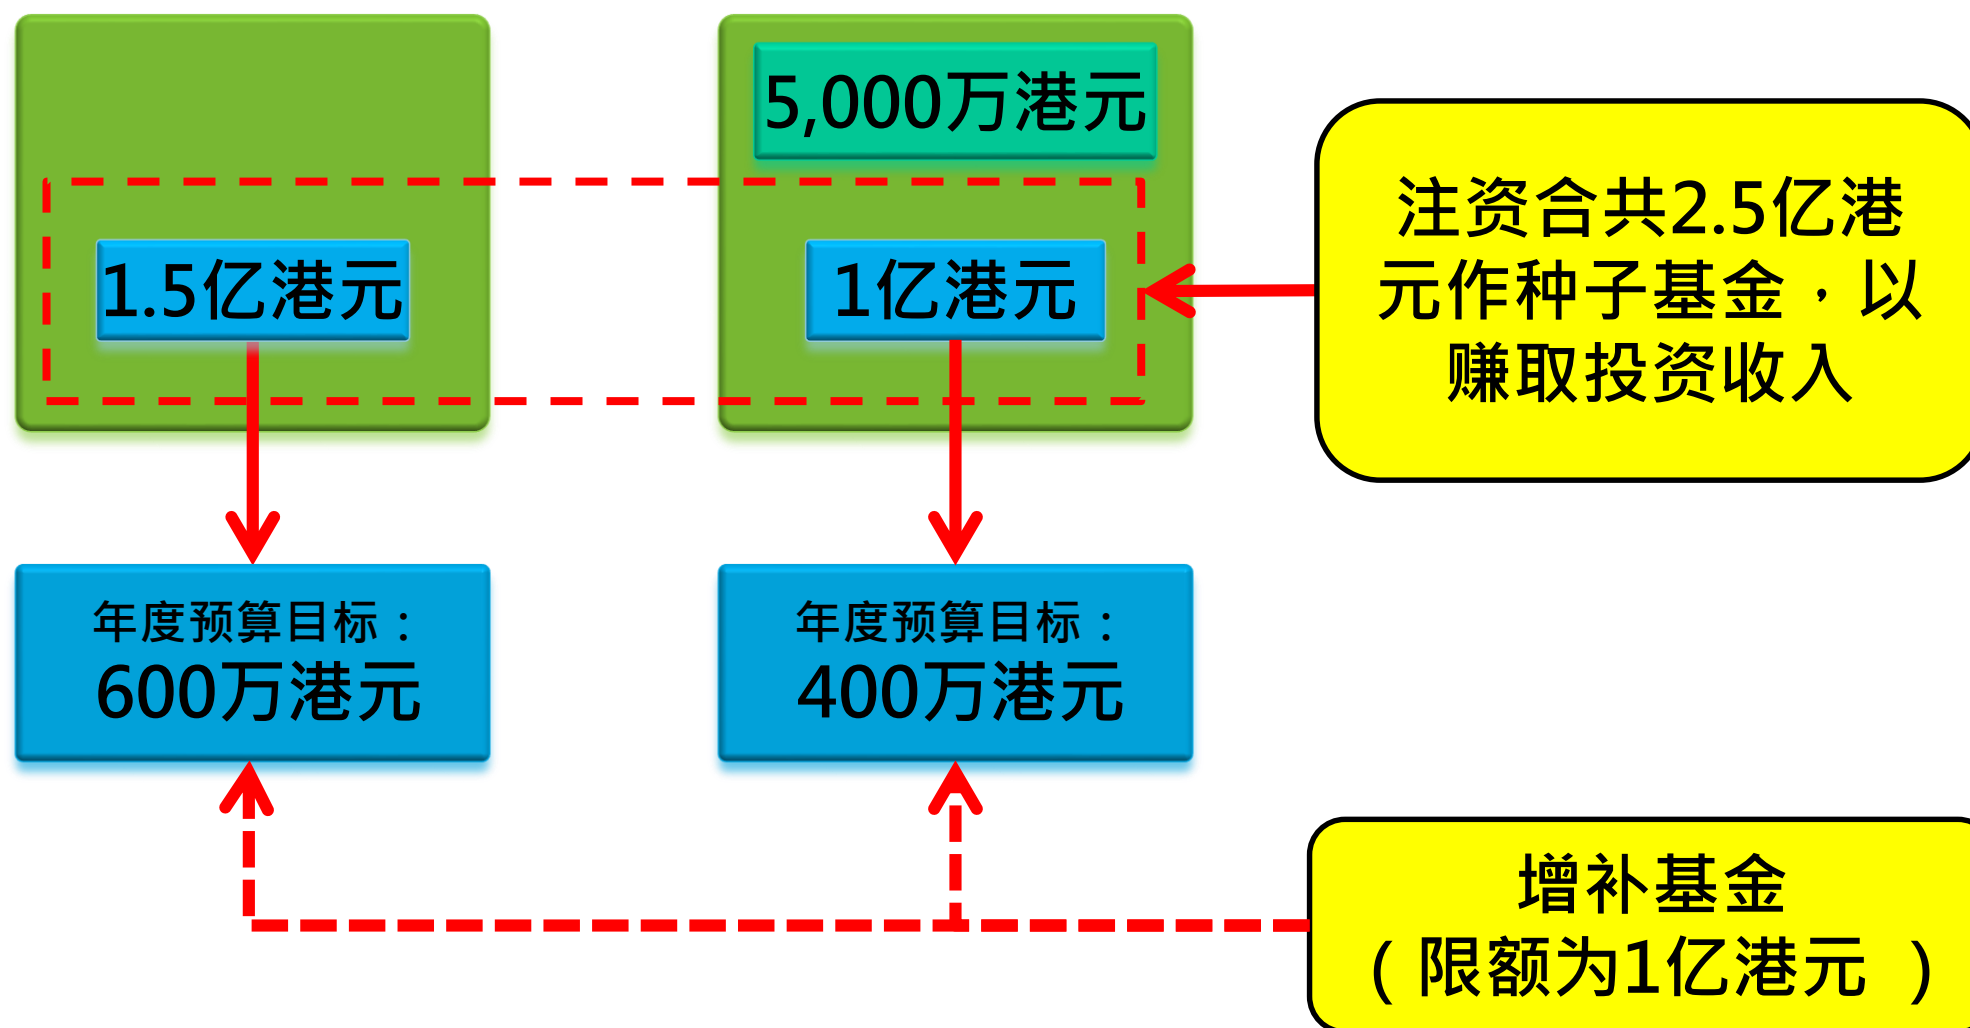 5,000万港元
1.5亿港元
1亿港元
注资合共2.5亿港
元作种子基金，以
赚取投资收入
年度预算目标：
600万港元
年度预算目标：
400万港元
增补基金
（限额为1亿港元 ）